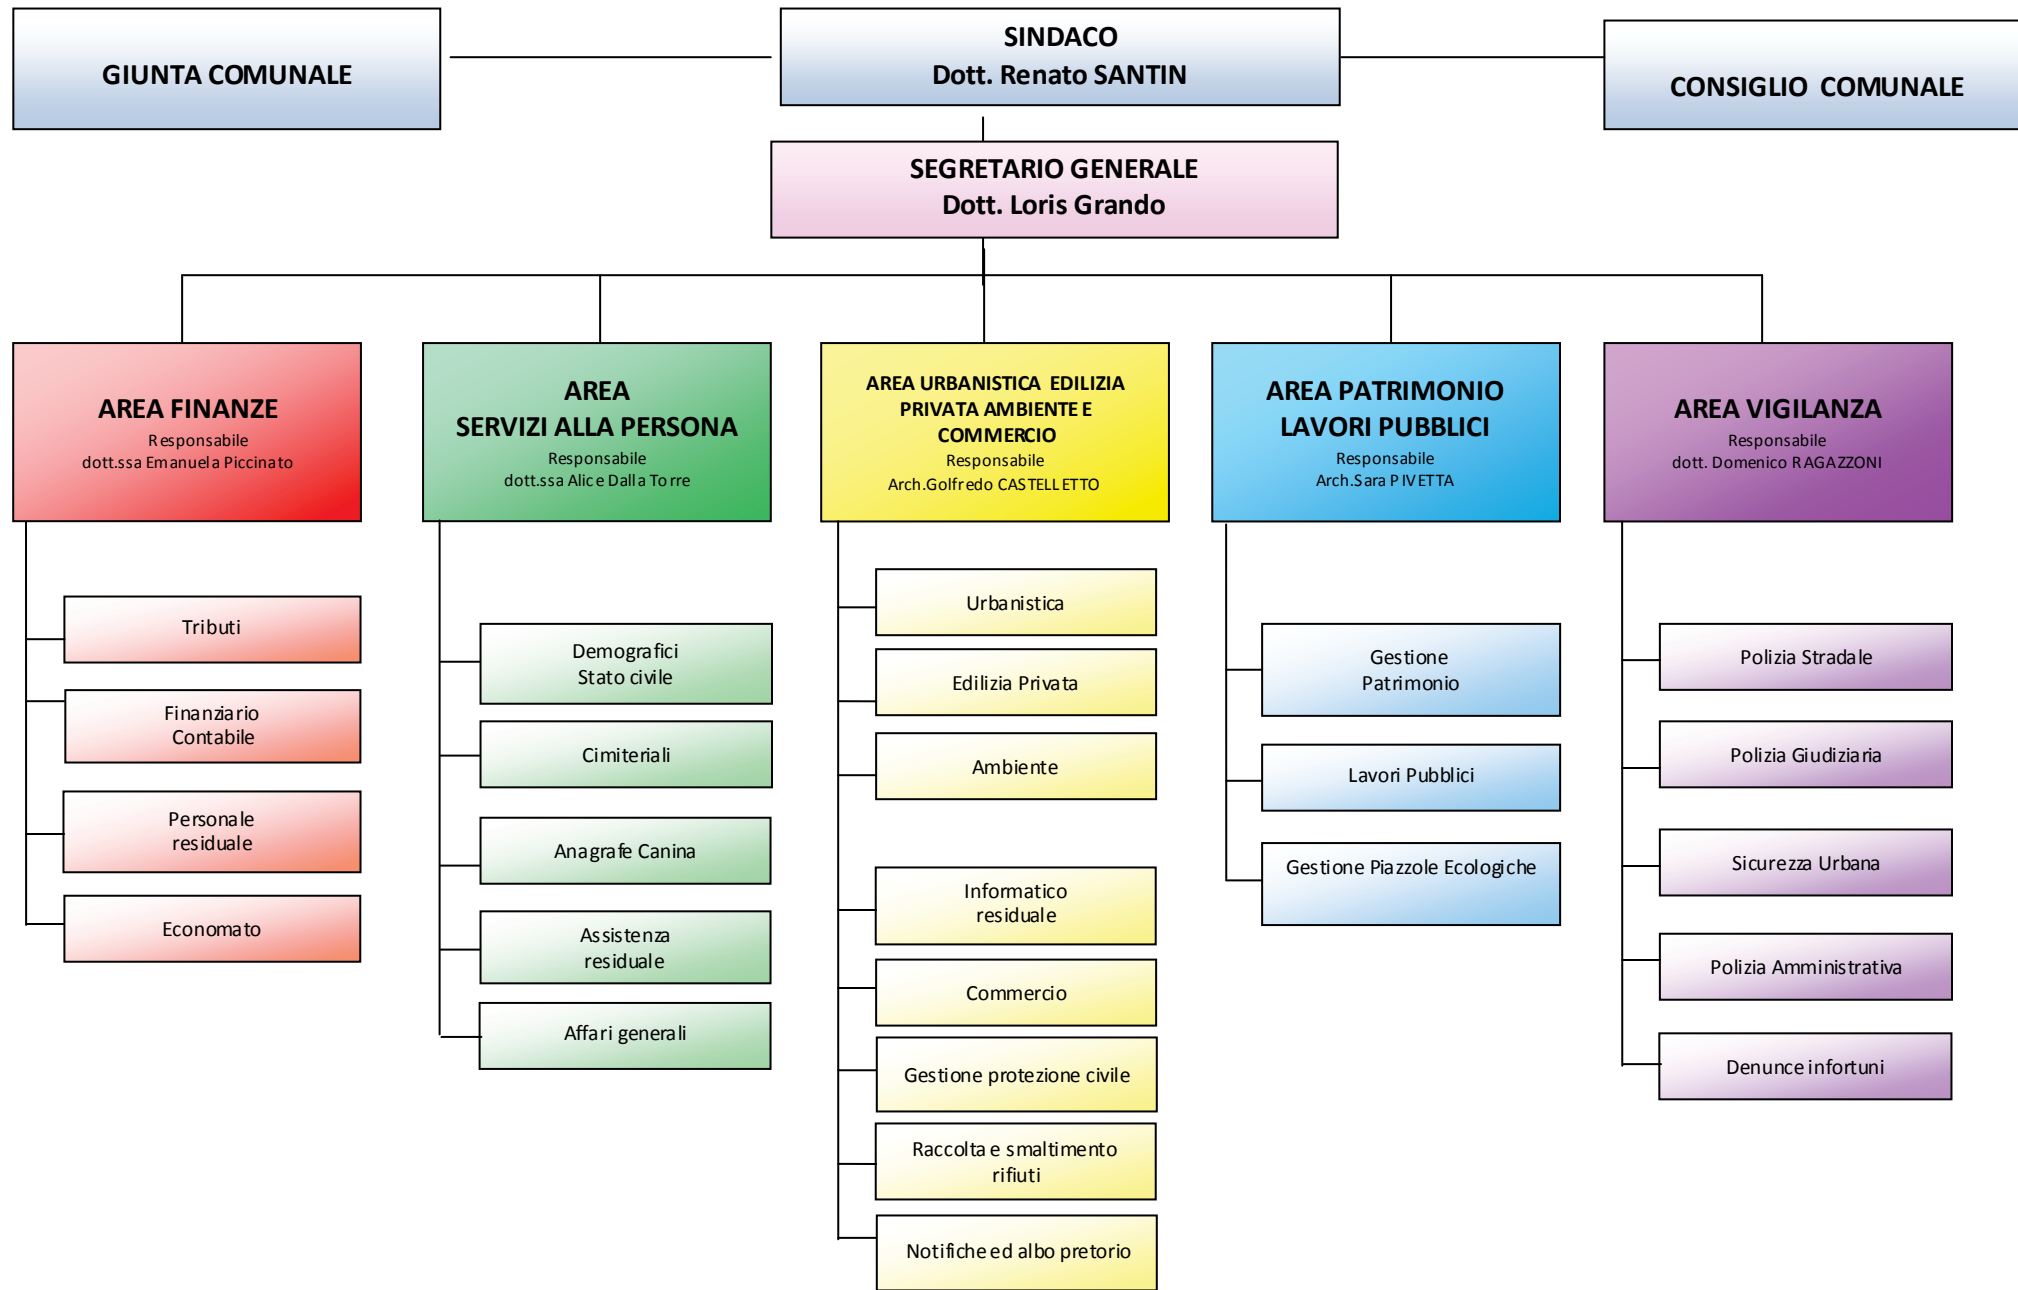 GIUNTA COMUNALE
SINDACO
Dott. Renato SANTIN
CONSIGLIO COMUNALE
SEGRETARIO GENERALE
Dott. Loris Grando
AREA FINANZE
Responsabile
dott.ssa Emanuela Piccinato
AREA
SERVIZI ALLA PERSONA
Responsabile
dott.ssa Alice Dalla Torre
AREA URBANISTICA EDILIZIA
PRIVATA AMBIENTE E
COMMERCIO
Responsabile
Arch.Golfredo CASTELLETTO
AREA PATRIMONIO
LAVORI PUBBLICI
Responsabile
Arch.Sara PIVETTA
AREA VIGILANZA
Responsabile
dott. Domenico RAGAZZONI
Tributi
Finanziario
Contabile
Personale
residuale
Economato
Demografici
Stato civile
Cimiteriali
Anagrafe Canina
Assistenza
residuale
Affari generali
Urbanistica
Edilizia Privata
Ambiente
Informatico
residuale
Commercio
Gestione protezione civile
Raccolta e smaltimento
rifiuti
Notifiche ed albo pretorio
Gestione
Patrimonio
Lavori Pubblici
Gestione Piazzole Ecologiche
Polizia Stradale
Polizia Giudiziaria
Sicurezza Urbana
Polizia Amministrativa
Denunce infortuni